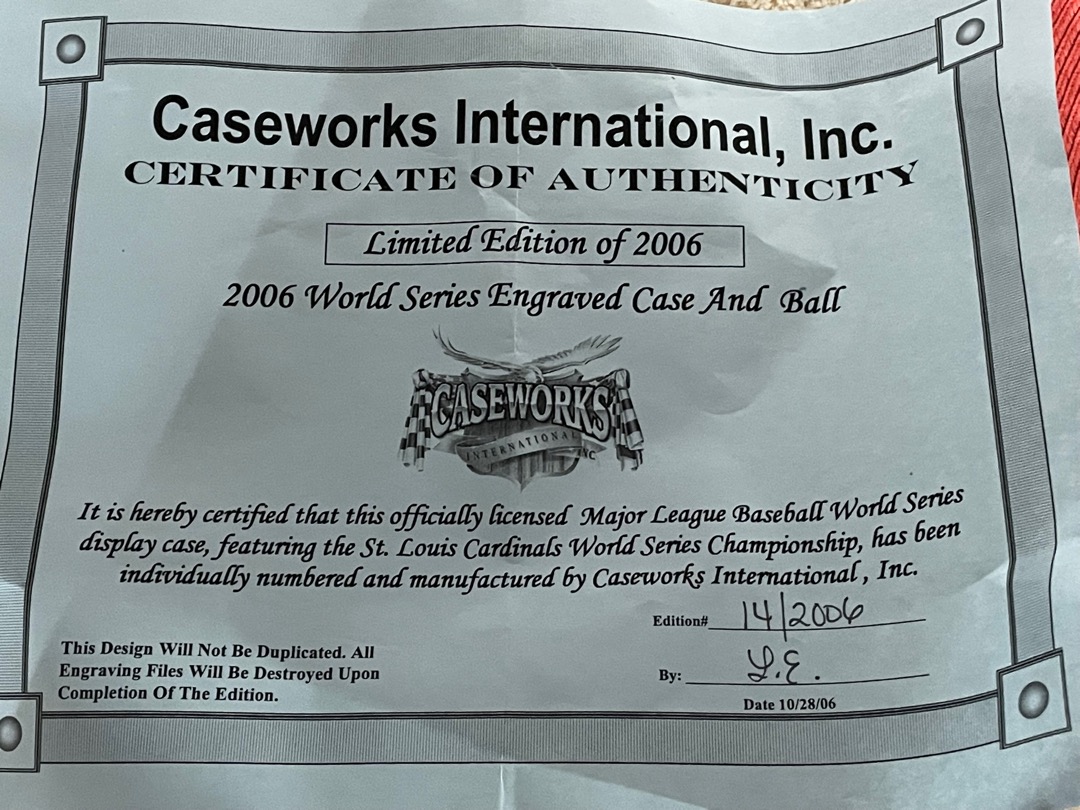 Caseworks International, Inc.
CERTIFICATE OF AUTHENTICITY
Limited Edition of 2006
2006 World Series Engraved Case And Ball
CASEWORKS
INTERNATIONAL INC
It is hereby certified that this officially licensed Major League Baseball World Series
display case, featuring the St. Louis Cardinals World Series Championship, has been
individually numbered and manufactured by Caseworks International, Inc.
Edition# 14/2006
This Design Will Not Be Duplicated. All
Engraving Files Will Be Destroyed Upon
Completion Of The Edition.
By: Y.E.
Date 10/28/06